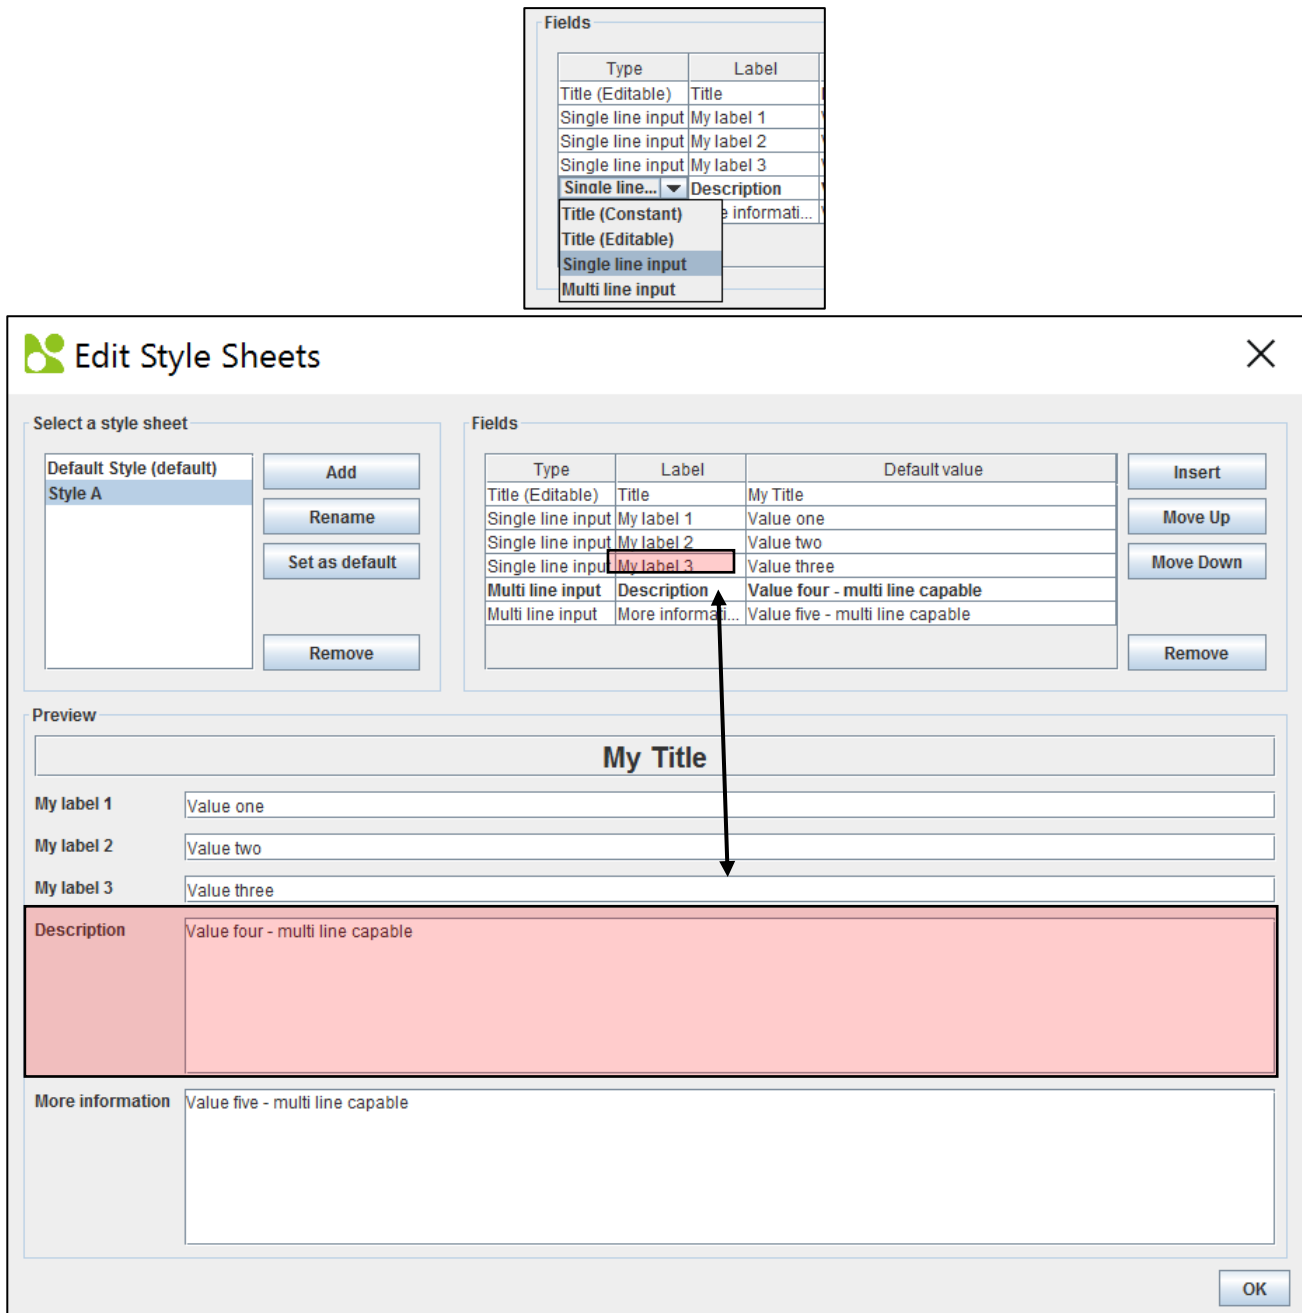 Fields
Type Label
Title (Editable) Title
Single line input My label 1
Single line input My label 2
Single line input My label 3
Single line... Description
Title (Constant) e informati...
Title (Editable)
Single line input
Multi line input
Edit Style Sheets
Select a style sheet
Default Style (default)
Style A
Add
Rename
Set as default
Remove
Fields
Type Label Default value
Title (Editable) Title My Title
Single line input My label 1 Value one
Single line input My label 2 Value two
Single line input My label 3 Value three
Multi line input Description Value four - multi line capable
Multi line input More informati... Value five - multi line capable
Insert
Move Up
Move Down
Remove
Preview
My Title
My label 1 Value one
My label 2 Value two
My label 3 Value three
Description Value four - multi line capable
More information Value five - multi line capable
OK